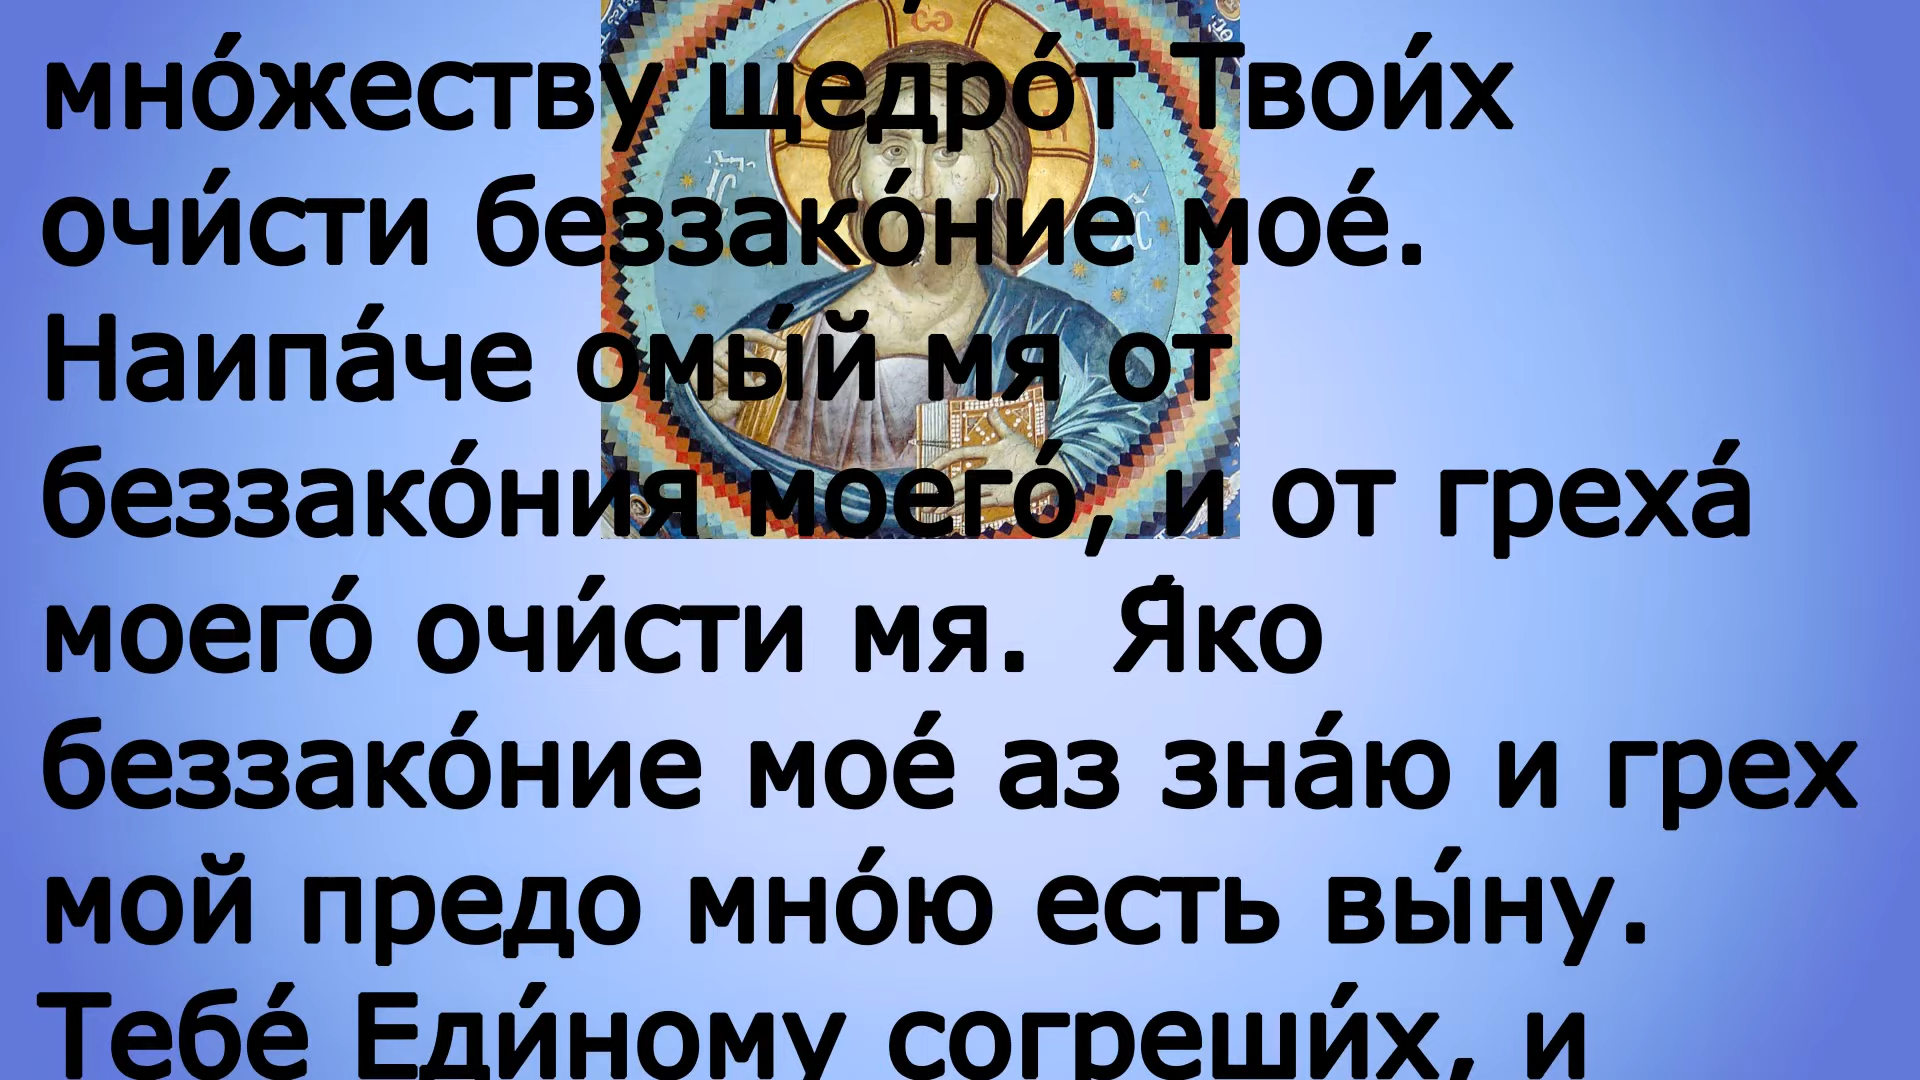 мно́жеству щедро́т Твои́х
очи́сти беззако́ние мое́.
Наипа́че омы́й мя от
беззако́ния моего́, и от греха́
моего́ очи́сти мя.  Я́ко
беззако́ние мое́ аз зна́ю и грех
мой предо мно́ю есть вы́ну.
Тебе́ Еди́ному согреши́х, и